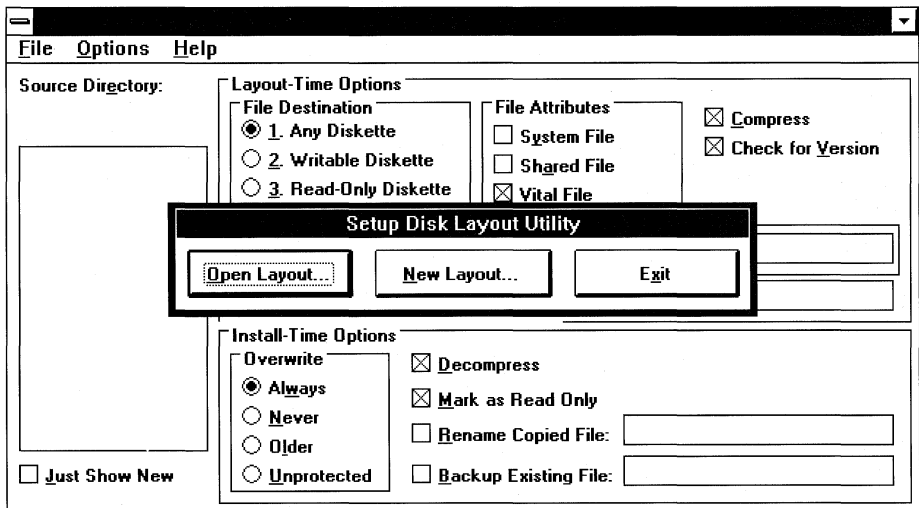 File Options Help
Source Directory:
Layout-Time Options
File Destination
1. Any Diskette
2. Writable Diskette
3. Read-Only Diskette
File Attributes
System File
Shared File
Vital File
Compress
Check for Version
Setup Disk Layout Utility
Open Layout...
New Layout...
Exit
Install-Time Options
Overwrite
Always
Never
Older
Unprotected
Decompress
Mark as Read Only
Rename Copied File:
Backup Existing File:
Just Show New